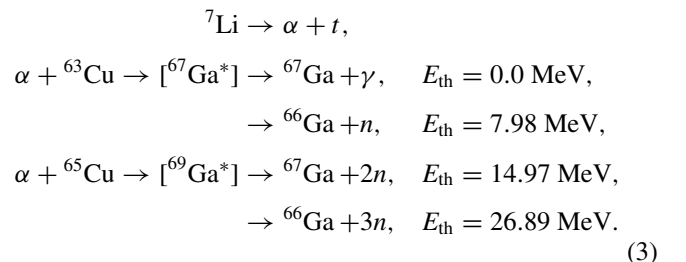 ⁷Li → α + t,
α + ⁶³Cu → [⁶⁷Ga*] → ⁶⁷Ga +γ, E_th = 0.0 MeV,
→ ⁶⁶Ga +n, E_th = 7.98 MeV,
α + ⁶⁵Cu → [⁶⁹Ga*] → ⁶⁷Ga +2n, E_th = 14.97 MeV,
→ ⁶⁶Ga +3n, E_th = 26.89 MeV.
(3)